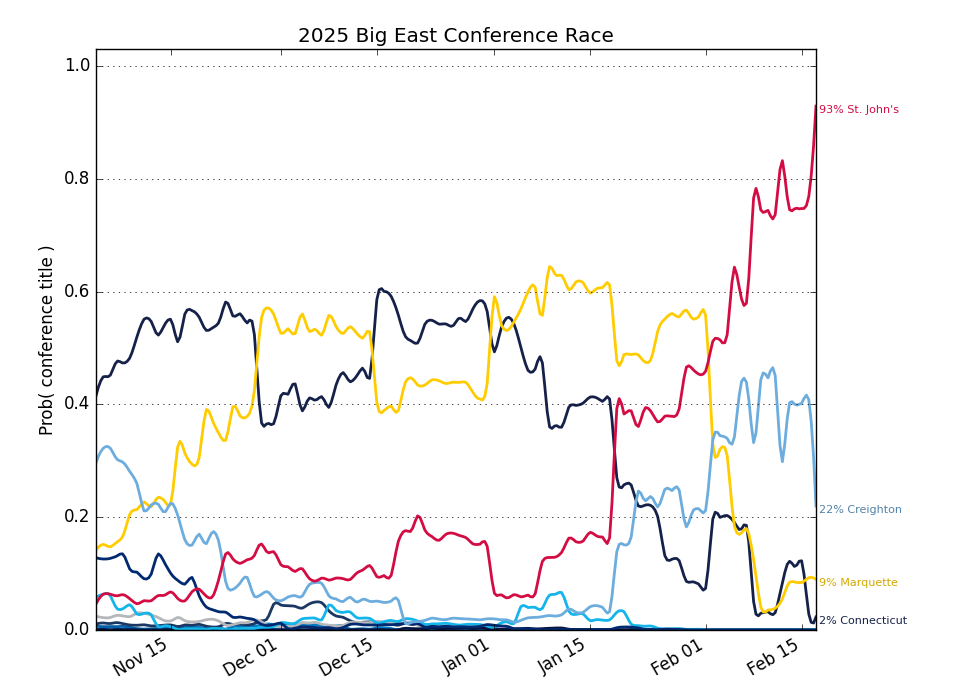 2025 Big East Conference Race
Prob( conference title )
1.0
0.8
0.6
0.4
0.2
0.0
93% St. John's
22% Creighton
9% Marquette
2% Connecticut
Nov 15
Dec 01
Dec 15
Jan 01
Jan 15
Feb 01
Feb 15